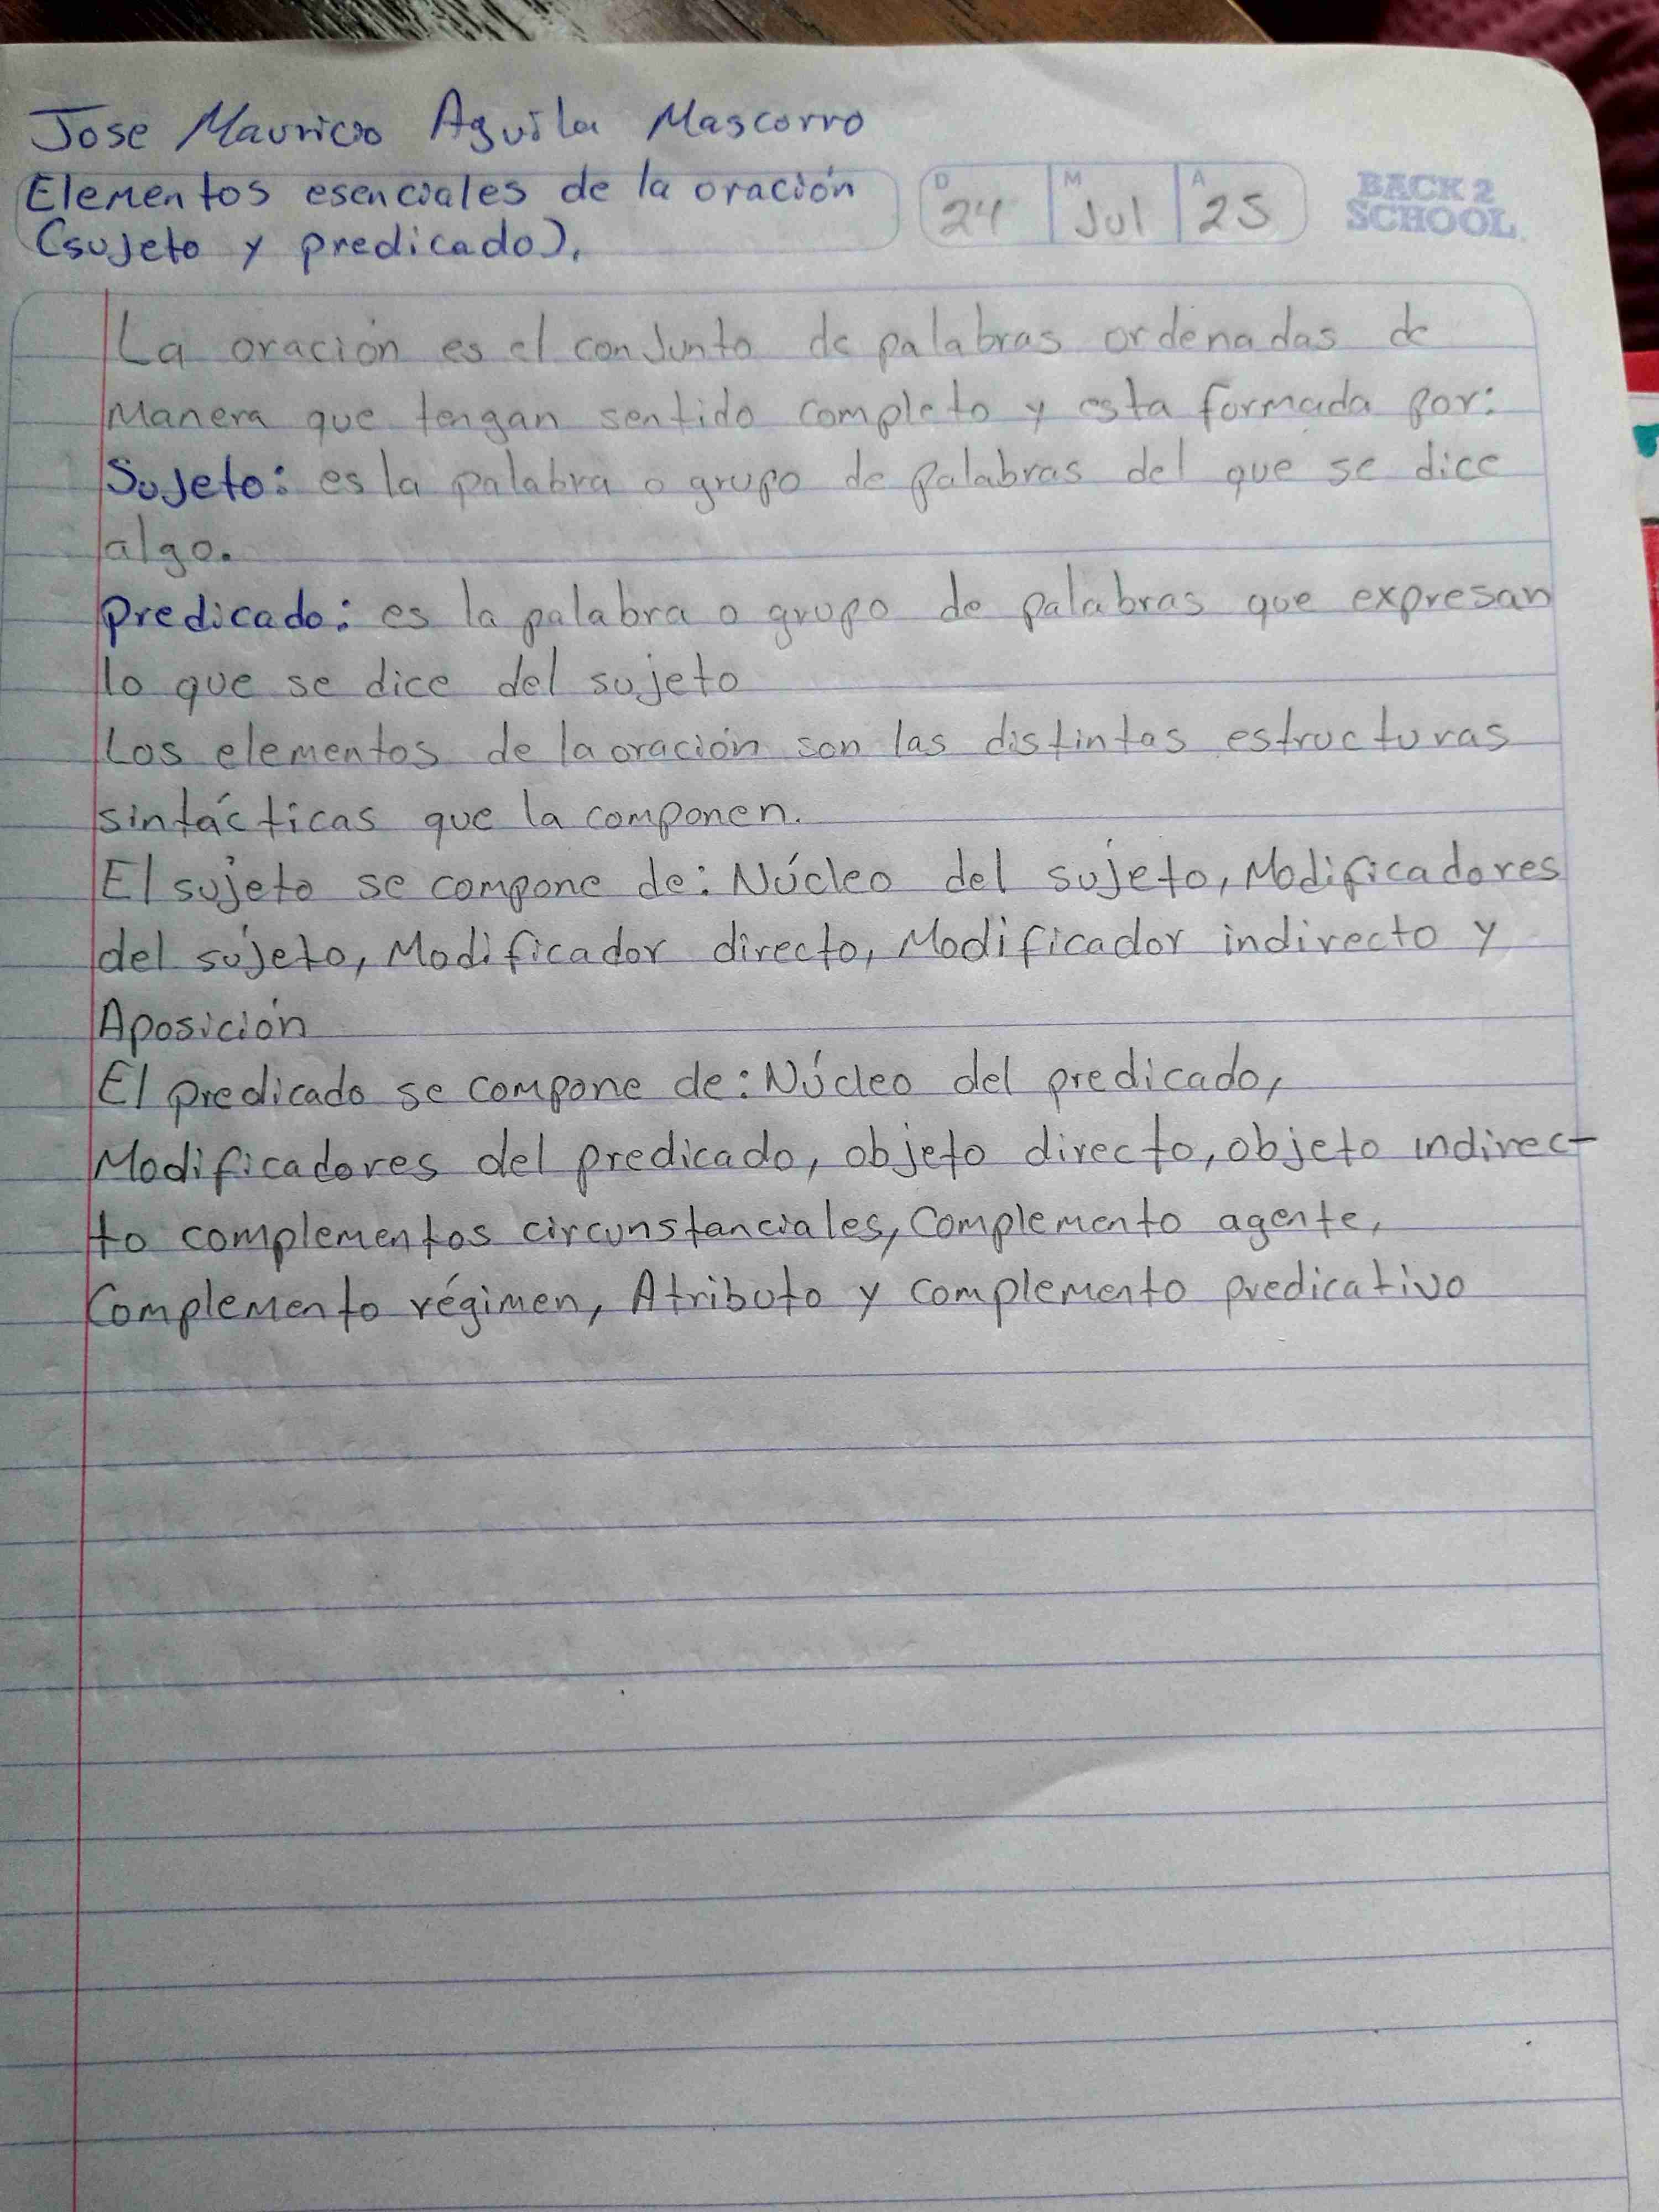 Jose Mauricio Aguila Mascorro
Elementos esenciales de la oración
(sujeto y predicado).
D 24 M Jul A 25
BACK 2
SCHOOL
La oración es el conjunto de palabras ordenadas de
Manera que tengan sentido completo y esta formada por:
Sujeto: es la palabra o grupo de palabras del que se dice
algo.
Predicado: es la palabra o grupo de palabras que expresan
lo que se dice del sujeto
Los elementos de la oración son las distintas estructuras
sintácticas que la componen.
El sujeto se compone de: Núcleo del sujeto, Modificadores
del sujeto, Modificador directo, Modificador indirecto y
Aposición
El predicado se compone de: Núcleo del predicado,
Modificadores del predicado, objeto directo, objeto indirec-
to complementos circunstanciales, Complemento agente,
Complemento régimen, Atributo y complemento predicativo